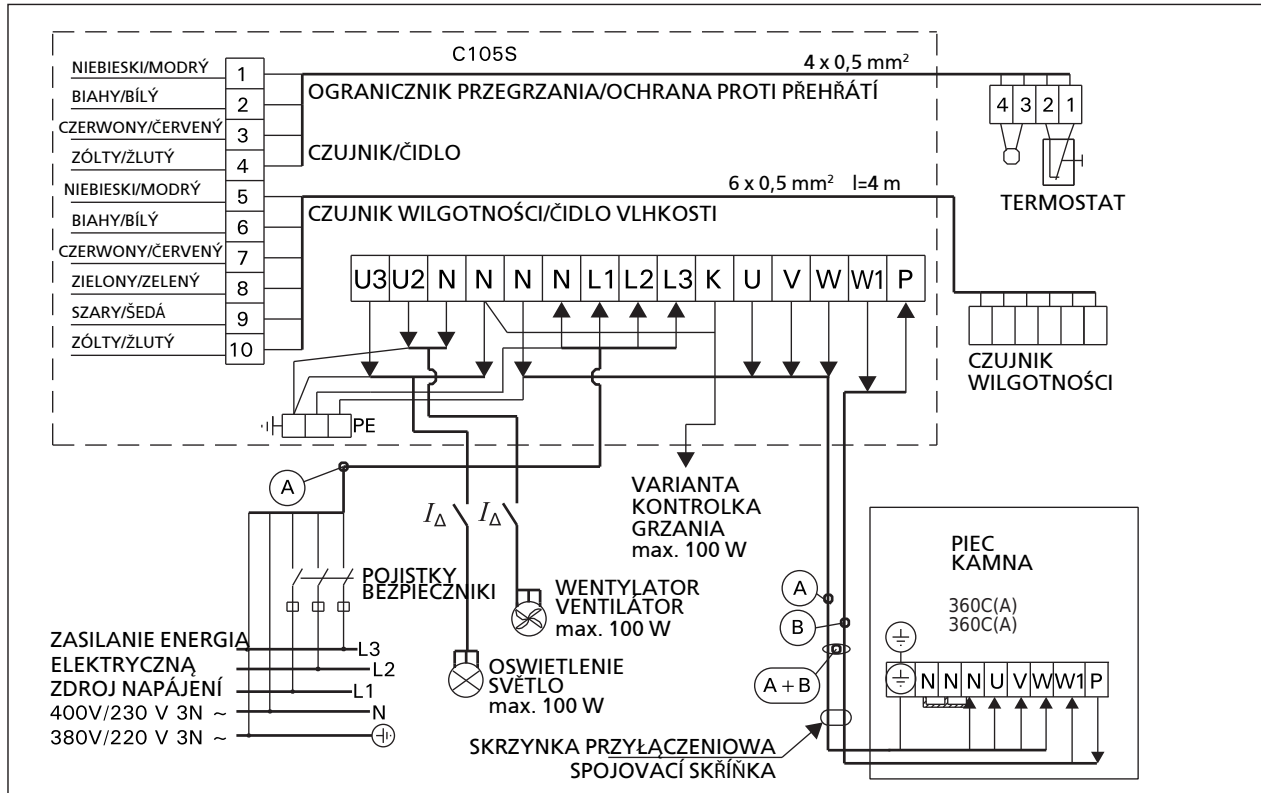 C105S
NIEBIESKI/MODRÝ 1
BIAHY/BÍLÝ 2
CZERWONY/ČERVENÝ 3
ZÓLTY/ŽLUTÝ 4
NIEBIESKI/MODRÝ 5
BIAHY/BÍLÝ 6
CZERWONY/ČERVENÝ 7
ZIELONY/ZELENÝ 8
SZARY/ŠEDÁ 9
ZÓLTY/ŽLUTÝ 10
4 x 0,5 mm²
OGRANICZNIK PRZEGRZANIA/OCHRANA PROTI PŘEHŘÁTÍ
CZUJNIK/ČIDLO
4 3 2 1
TERMOSTAT
6 x 0,5 mm² l=4 m
CZUJNIK WILGOTNOŚCI/ČIDLO VLHKOSTI
CZUJNIK
WILGOTNOŚCI
U3 U2 N N N N L1 L2 L3 K U V W W1 P
PE
A
I∆ I∆
VARIANTA
KONTROLKA
GRZANIA
max. 100 W
POJISTKY
BEZPIECZNIKI
WENTYLATOR
VENTILÁTOR
max. 100 W
OSWIETLENIE
SVĚTLO
max. 100 W
ZASILANIE ENERGIA
ELEKTRYCZNĄ
ZDROJ NAPÁJENÍ
400V/230 V 3N ~
380V/220 V 3N ~
L3
L2
L1
N
A
B
A + B
SKRZYNKA PRZYŁĄCZENIOWA
SPOJOVACÍ SKŘÍŇKA
PIEC
KAMNA
360C(A)
360C(A)
N N N U V W W1 P